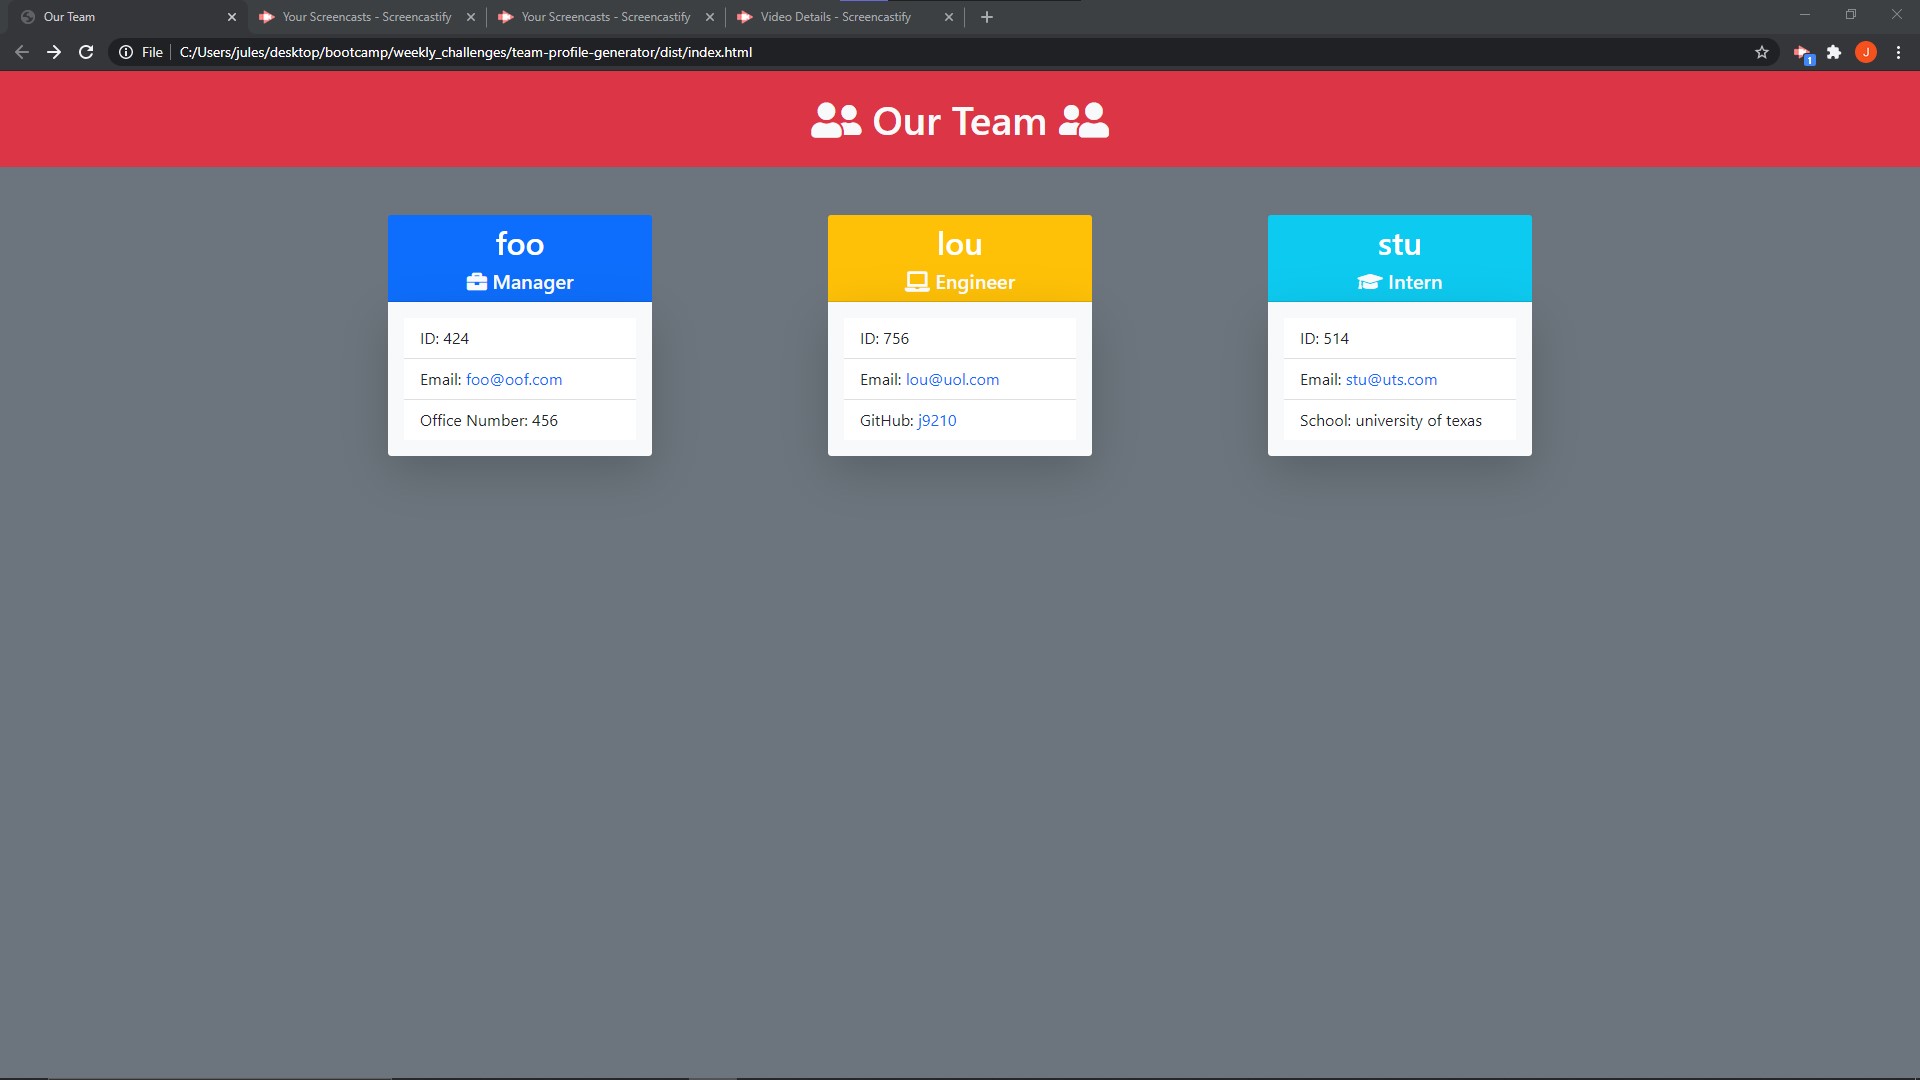 Our Team
Your Screencasts - Screencastify
Your Screencasts - Screencastify
Video Details - Screencastify
File
C:/Users/jules/desktop/bootcamp/weekly_challenges/team-profile-generator/dist/index.html
1
J
Our Team
foo
Manager
ID: 424
Email: foo@oof.com
Office Number: 456
lou
Engineer
ID: 756
Email: lou@uol.com
GitHub: j9210
stu
Intern
ID: 514
Email: stu@uts.com
School: university of texas